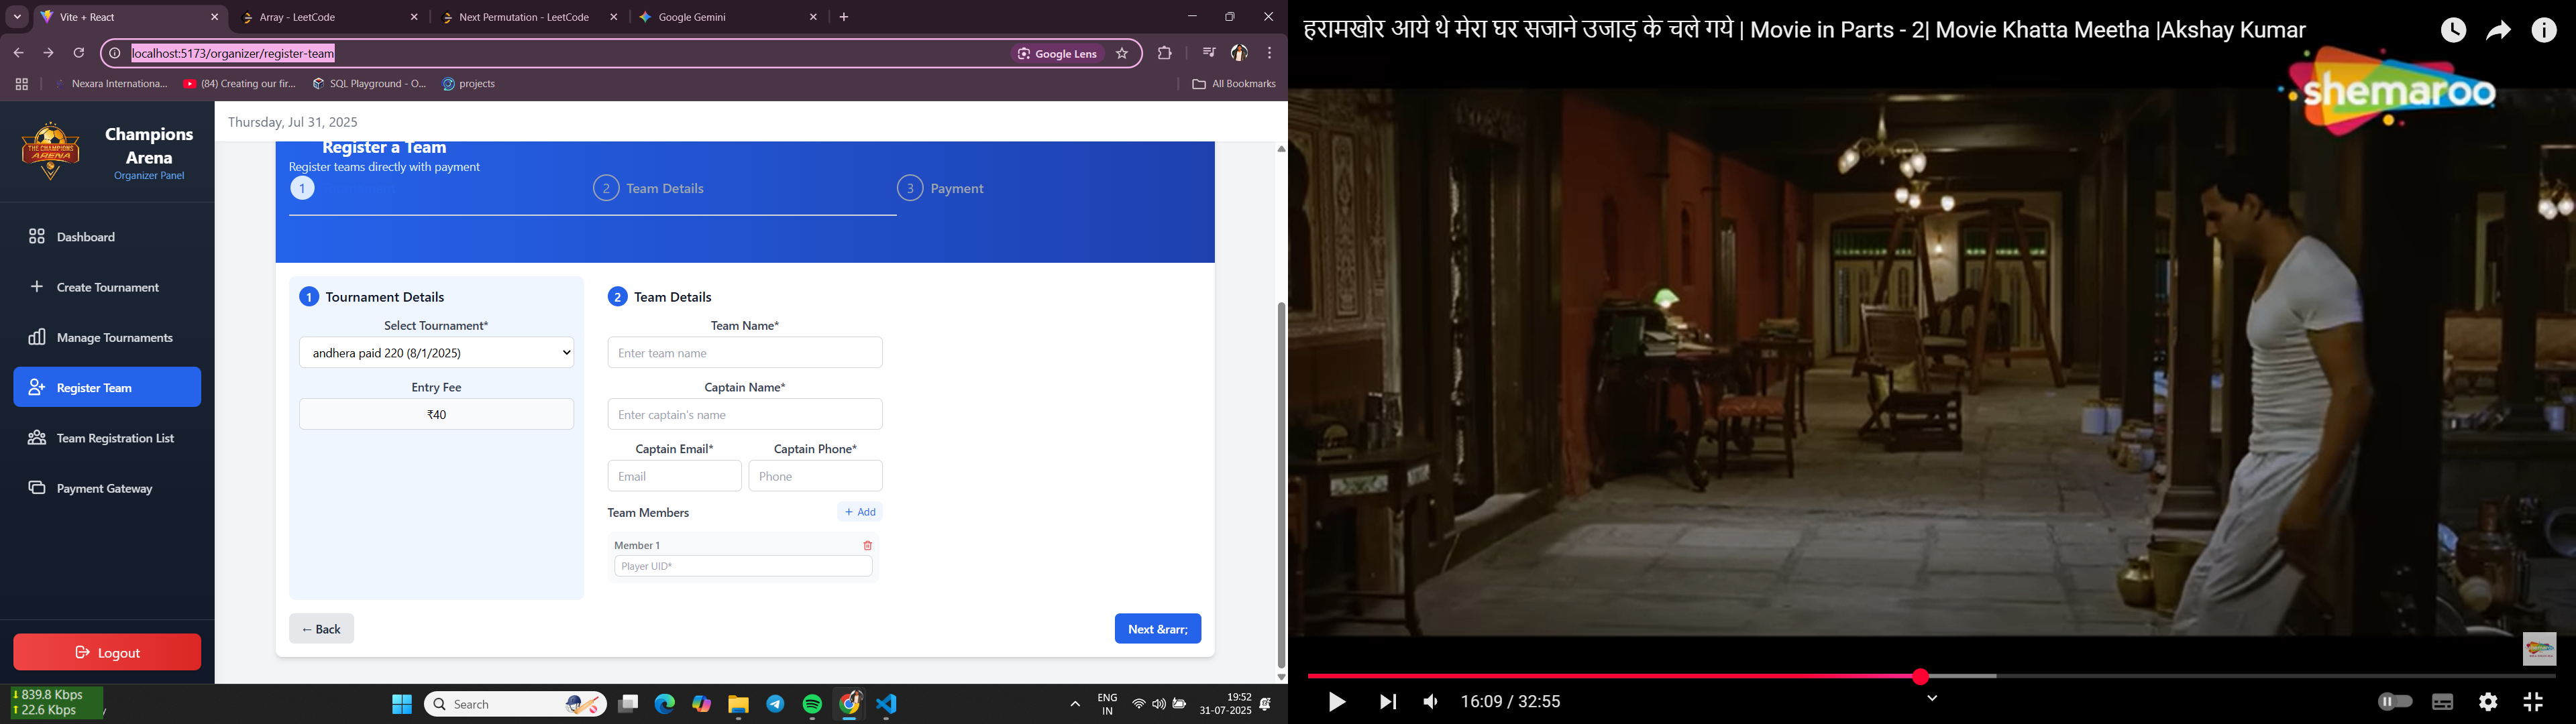 Vite + React
Array - LeetCode
Next Permutation - LeetCode
Google Gemini
localhost:5173/organizer/register-team
Google Lens
Nexara Internationa...
(84) Creating our fir...
SQL Playground - O...
projects
All Bookmarks
THE CHAMPIONS
ARENA
Champions
Arena
Organizer Panel
Dashboard
Create Tournament
Manage Tournaments
Register Team
Team Registration List
Payment Gateway
Logout
Thursday, Jul 31, 2025
Register a Team
Register teams directly with payment
1
2 Team Details
3 Payment
1 Tournament Details
Select Tournament*
andhera paid 220 (8/1/2025)
Entry Fee
₹40
2 Team Details
Team Name*
Enter team name
Captain Name*
Enter captain's name
Captain Email*
Captain Phone*
Email
Phone
Team Members
+ Add
Member 1
Player UID*
← Back
Next &rarr;
839.8 Kbps
22.6 Kbps
Search
ENG
IN
19:52
31-07-2025
हरामखोर आये थे मेरा घर सजाने उजाड़ के चले गये | Movie in Parts - 2| Movie Khatta Meetha |Akshay Kumar
shemaroo
16:09 / 32:55